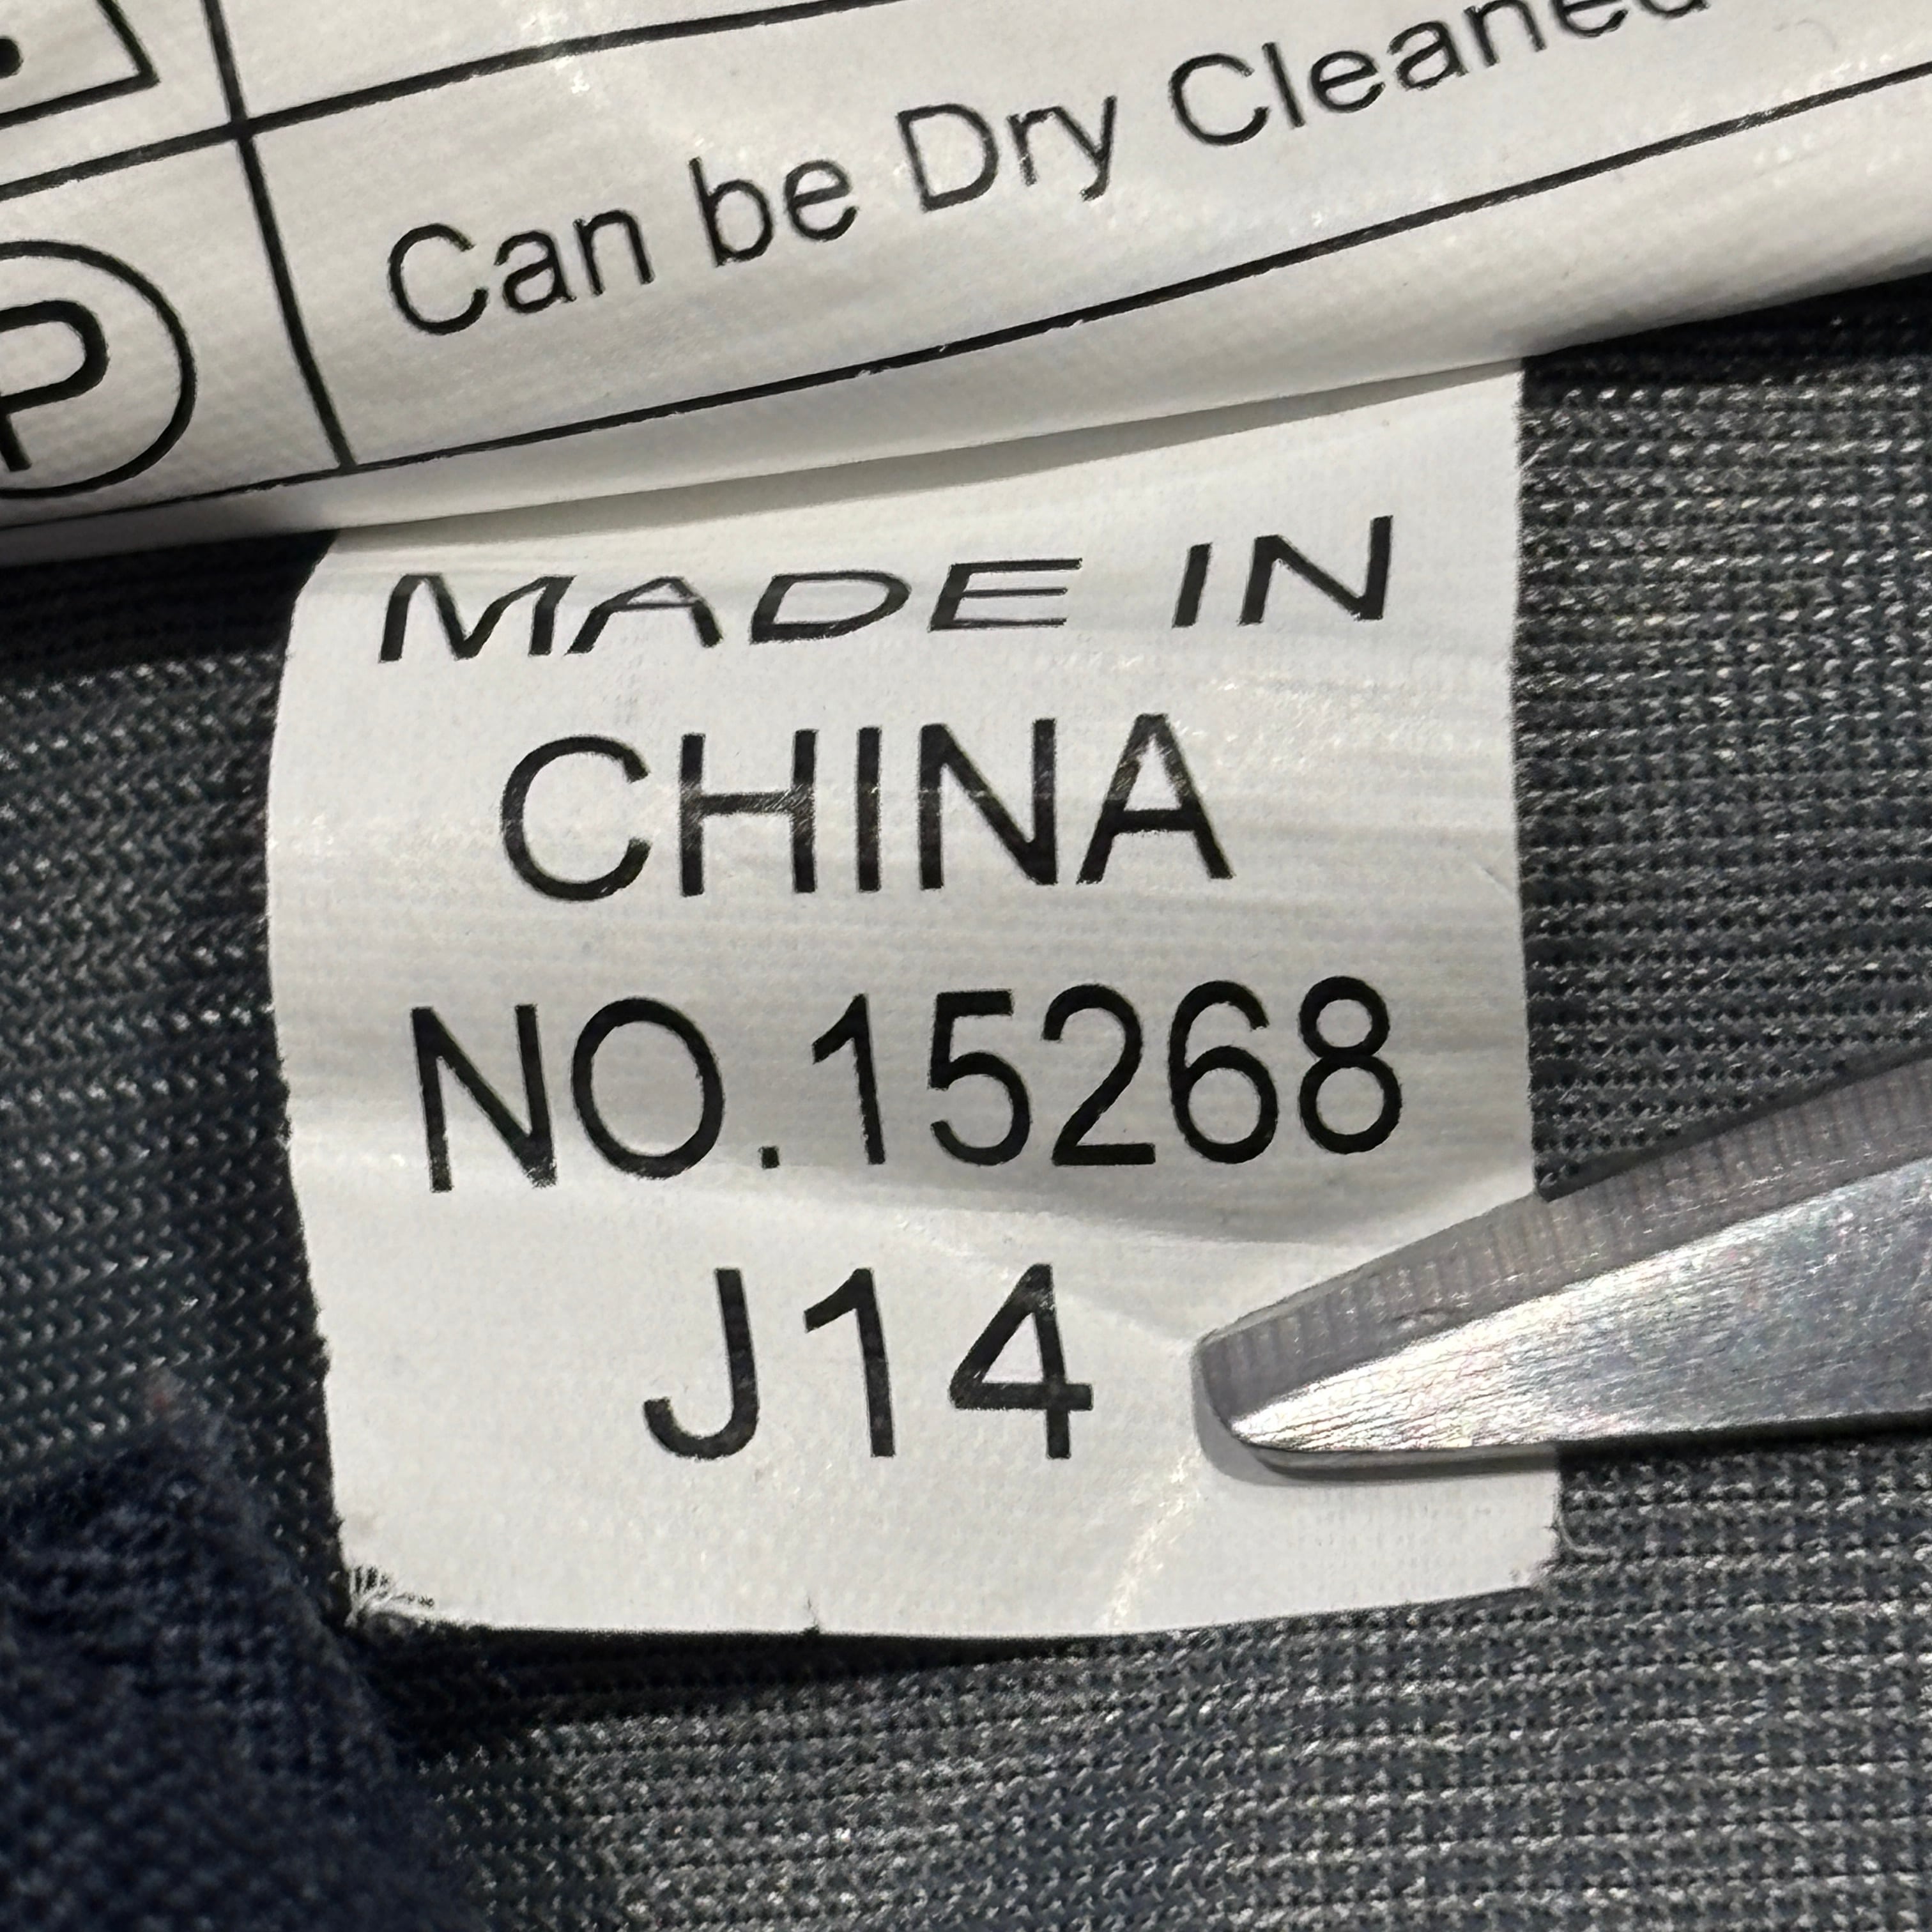 Can be Dry Cleaned
P
MADE IN
CHINA
NO.15268
J14